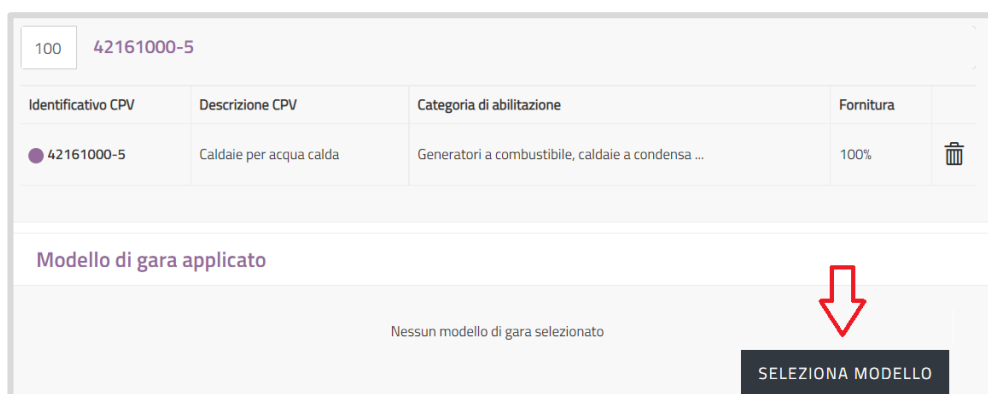 100 42161000-5
Identificativo CPV Descrizione CPV Categoria di abilitazione Fornitura
42161000-5 Caldaie per acqua calda Generatori a combustibile, caldaie a condensa ... 100%
Modello di gara applicato
Nessun modello di gara selezionato
SELEZIONA MODELLO